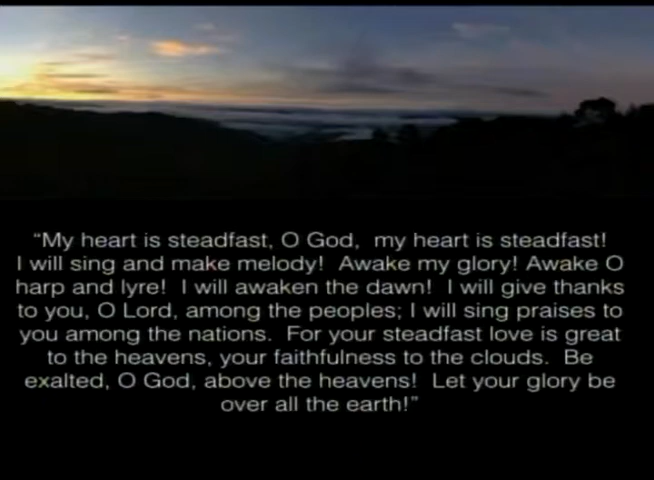 “My heart is steadfast, O God,  my heart is steadfast!
I will sing and make melody!  Awake my glory! Awake O
harp and lyre!  I will awaken the dawn!  I will give thanks
to you, O Lord, among the peoples; I will sing praises to
you among the nations.  For your steadfast love is great
to the heavens, your faithfulness to the clouds.  Be
exalted, O God, above the heavens!  Let your glory be
over all the earth!”